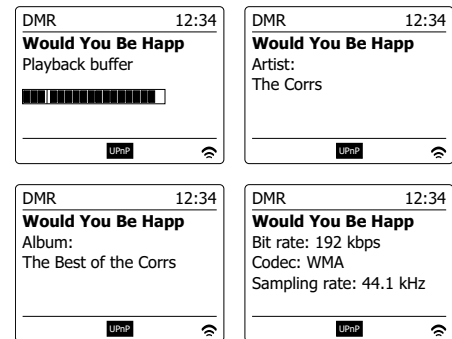 DMR 12:34
Would You Be Happ
Playback buffer
UPnP
DMR 12:34
Would You Be Happ
Artist:
The Corrs
UPnP
DMR 12:34
Would You Be Happ
Album:
The Best of the Corrs
UPnP
DMR 12:34
Would You Be Happ
Bit rate: 192 kbps
Codec: WMA
Sampling rate: 44.1 kHz
UPnP